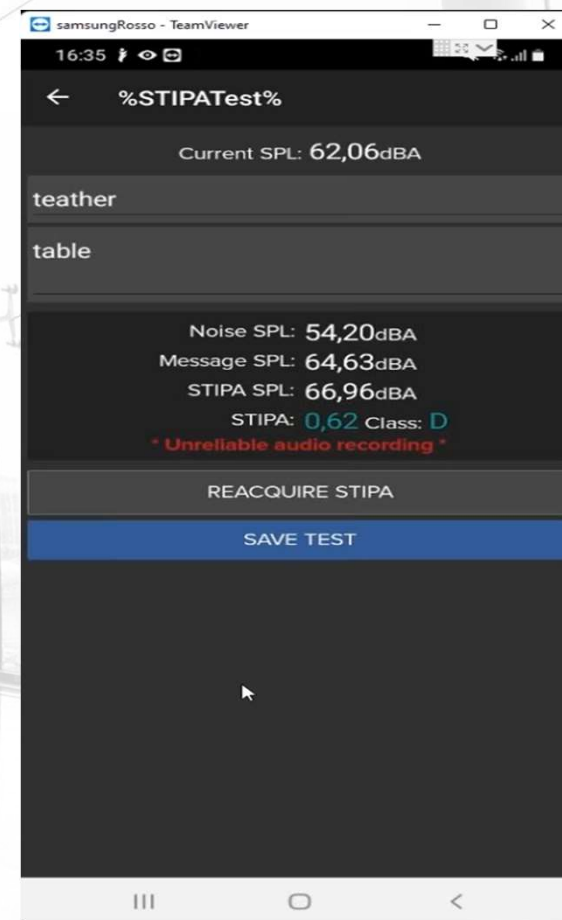 samsungRosso - TeamViewer
16:35
%STIPATest%
Current SPL: 62,06dBA
teather
table
Noise SPL: 54,20dBA
Message SPL: 64,63dBA
STIPA SPL: 66,96dBA
STIPA: 0,62 Class: D
* Unreliable audio recording *
REACQUIRE STIPA
SAVE TEST